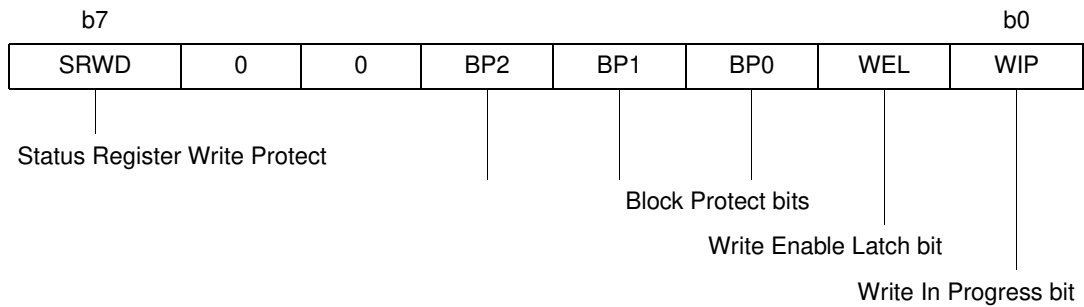 b7 b0
SRWD 0 0 BP2 BP1 BP0 WEL WIP
Status Register Write Protect
Block Protect bits
Write Enable Latch bit
Write In Progress bit